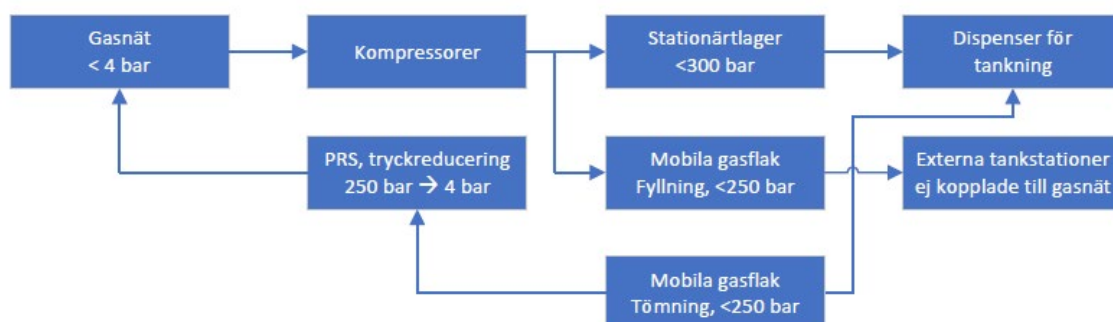 Gasnät
< 4 bar
Kompressorer
Stationärtlager
<300 bar
Dispenser för
tankning
PRS, tryckreducering
250 bar → 4 bar
Mobila gasflak
Fyllning, <250 bar
Externa tankstationer
ej kopplade till gasnät
Mobila gasflak
Tömning, <250 bar